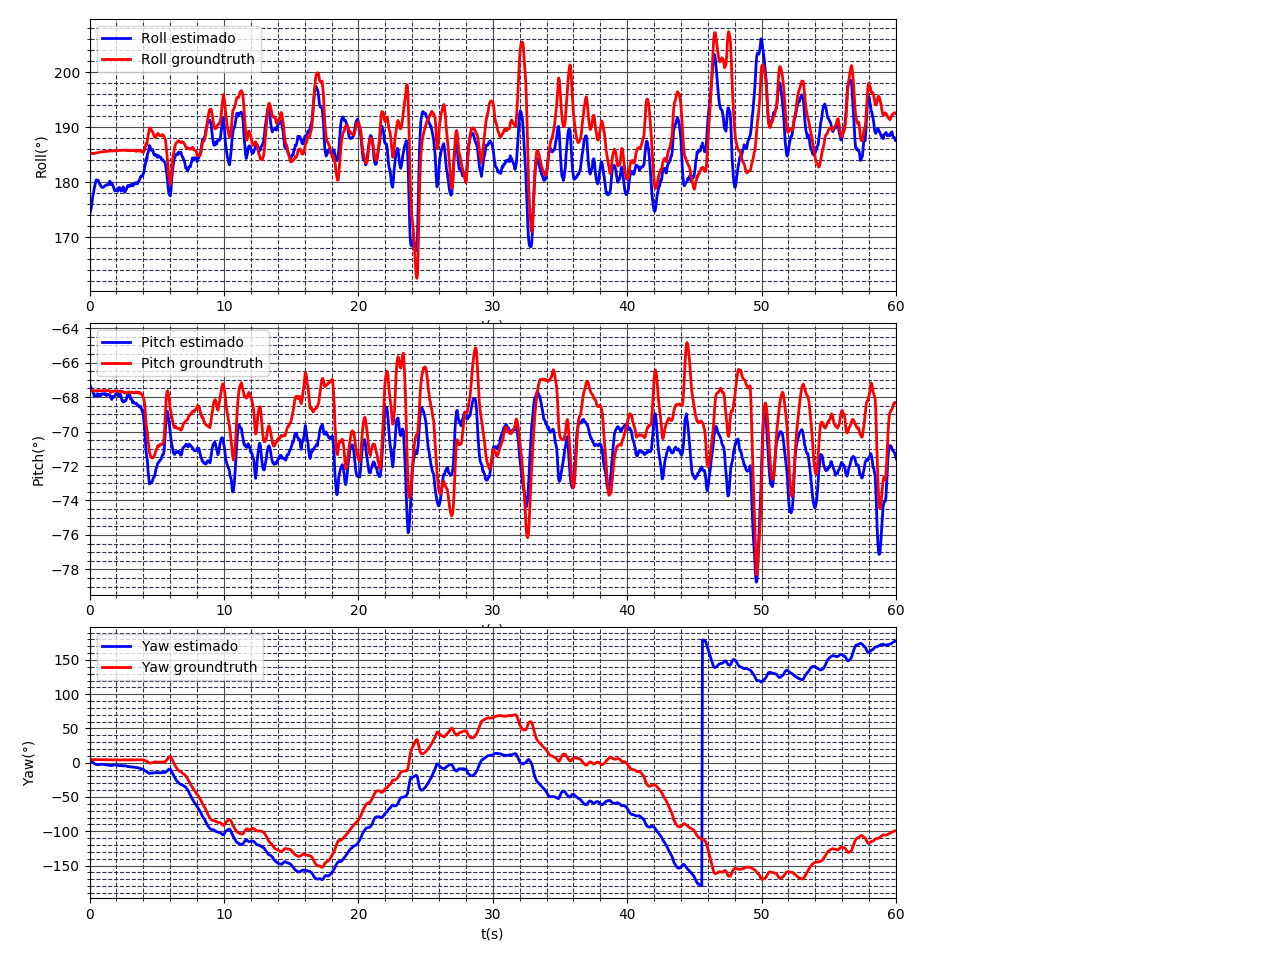 Roll estimado
Roll groundtruth
200
190
180
170
Roll(°)
0 10 20 30 40 50 60
Pitch estimado
Pitch groundtruth
−64
−66
−68
−70
−72
−74
−76
−78
Pitch(°)
0 10 20 30 40 50 60
Yaw estimado
Yaw groundtruth
150
100
50
0
−50
−100
−150
Yaw(°)
0 10 20 30 40 50 60
t(s)